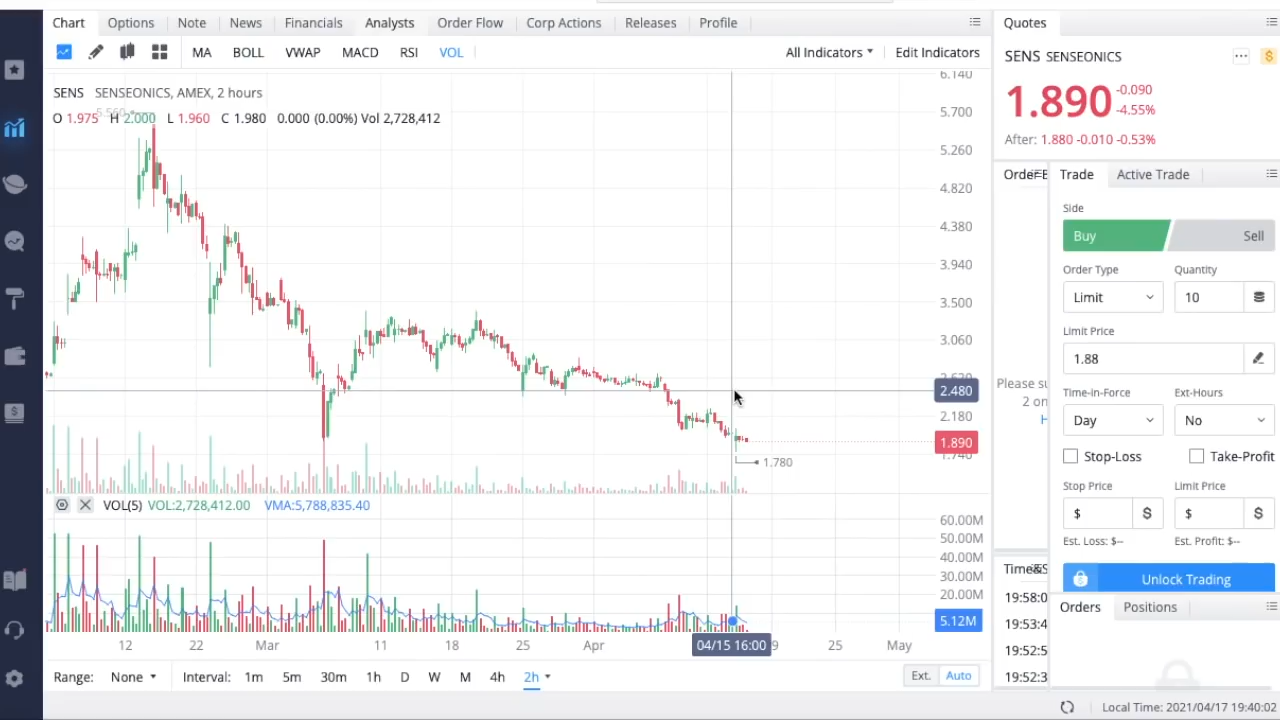 Chart Options Note News Financials Analysts Order Flow Corp Actions Releases Profile
MA BOLL VWAP MACD RSI VOL All Indicators Edit Indicators
SENS SENSEONICS, AMEX, 2 hours
5.560
O 1.975 H 2.000 L 1.960 C 1.980 0.000 (0.00%) Vol 2,728,412
6.140
5.700
5.260
4.820
4.380
3.940
3.500
3.060
2.620
2.480
2.180
1.890
1.740
1.780
VOL(5) VOL:2,728,412.00 VMA:5,788,835.40
60.00M
50.00M
40.00M
30.00M
20.00M
5.12M
12 22 Mar 11 18 25 Apr 04/15 16:00 9 25 May
Range: None Interval: 1m 5m 30m 1h D W M 4h 2h Ext. Auto
Quotes
SENS SENSEONICS
$
1.890 -0.090
-4.55%
After: 1.880 -0.010 -0.53%
Trade Active Trade
Side
Buy Sell
Order Type Quantity
Limit 10
Limit Price
1.88
Time-in-Force Ext-Hours
Day No
Stop-Loss Take-Profit
Stop Price Limit Price
$ $ $ $
Est. Loss: $-- Est. Profit: $--
Unlock Trading
Please su
2 on
H
19:58:0
19:53:4
19:52:5
19:52:3
Orders Positions
Local Time: 2021/04/17 19:40:02